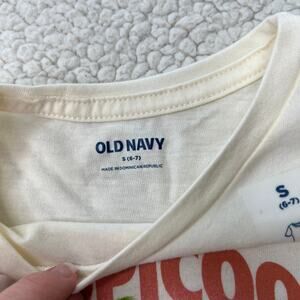 OLD NAVY
S (6-7)
MADE IN DOMINICAN REPUBLIC
S
(6-7)